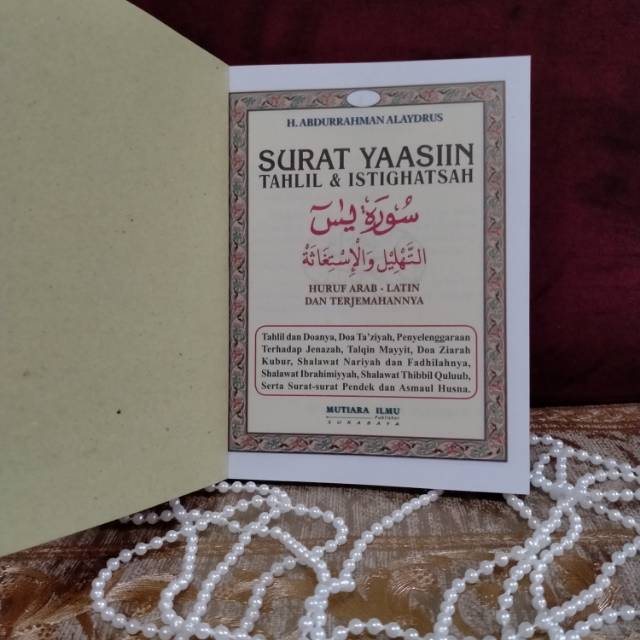 H. ABDURRAHMAN ALAYDRUS
SURAT YAASIIN
TAHLIL & ISTIGHATSAH
سُوْرَةُ يٰسٓ
التَّهْلِيْلُ وَالْإِسْتِغَاثَةُ
HURUF ARAB - LATIN
DAN TERJEMAHANNYA
Tahlil dan Doanya, Doa Ta'ziyah, Penyelenggaraan
Terhadap Jenazah, Talqin Mayyit, Doa Ziarah
Kubur, Shalawat Nariyah dan Fadhilahnya,
Shalawat Ibrahimiyyah, Shalawat Thibbil Quluub,
Serta Surat-surat Pendek dan Asmaul Husna.
MUTIARA ILMU
Publisher
SURABAYA